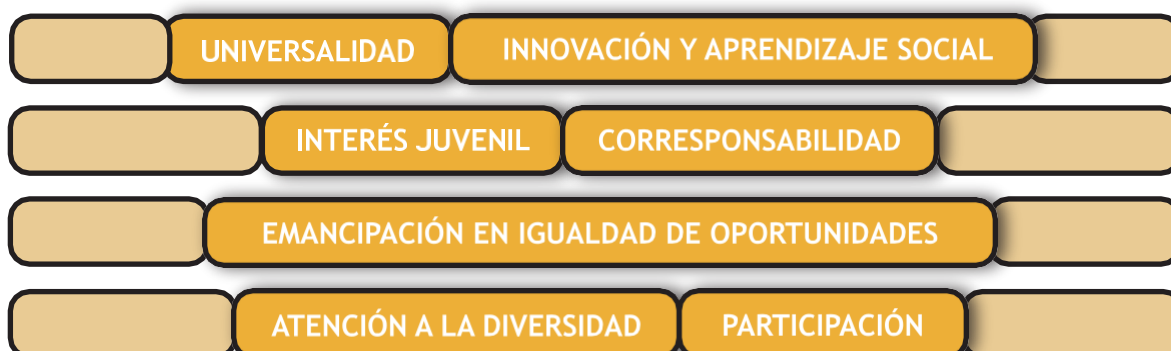 UNIVERSALIDAD INNOVACIÓN Y APRENDIZAJE SOCIAL
INTERÉS JUVENIL CORRESPONSABILIDAD
EMANCIPACIÓN EN IGUALDAD DE OPORTUNIDADES
ATENCIÓN A LA DIVERSIDAD PARTICIPACIÓN